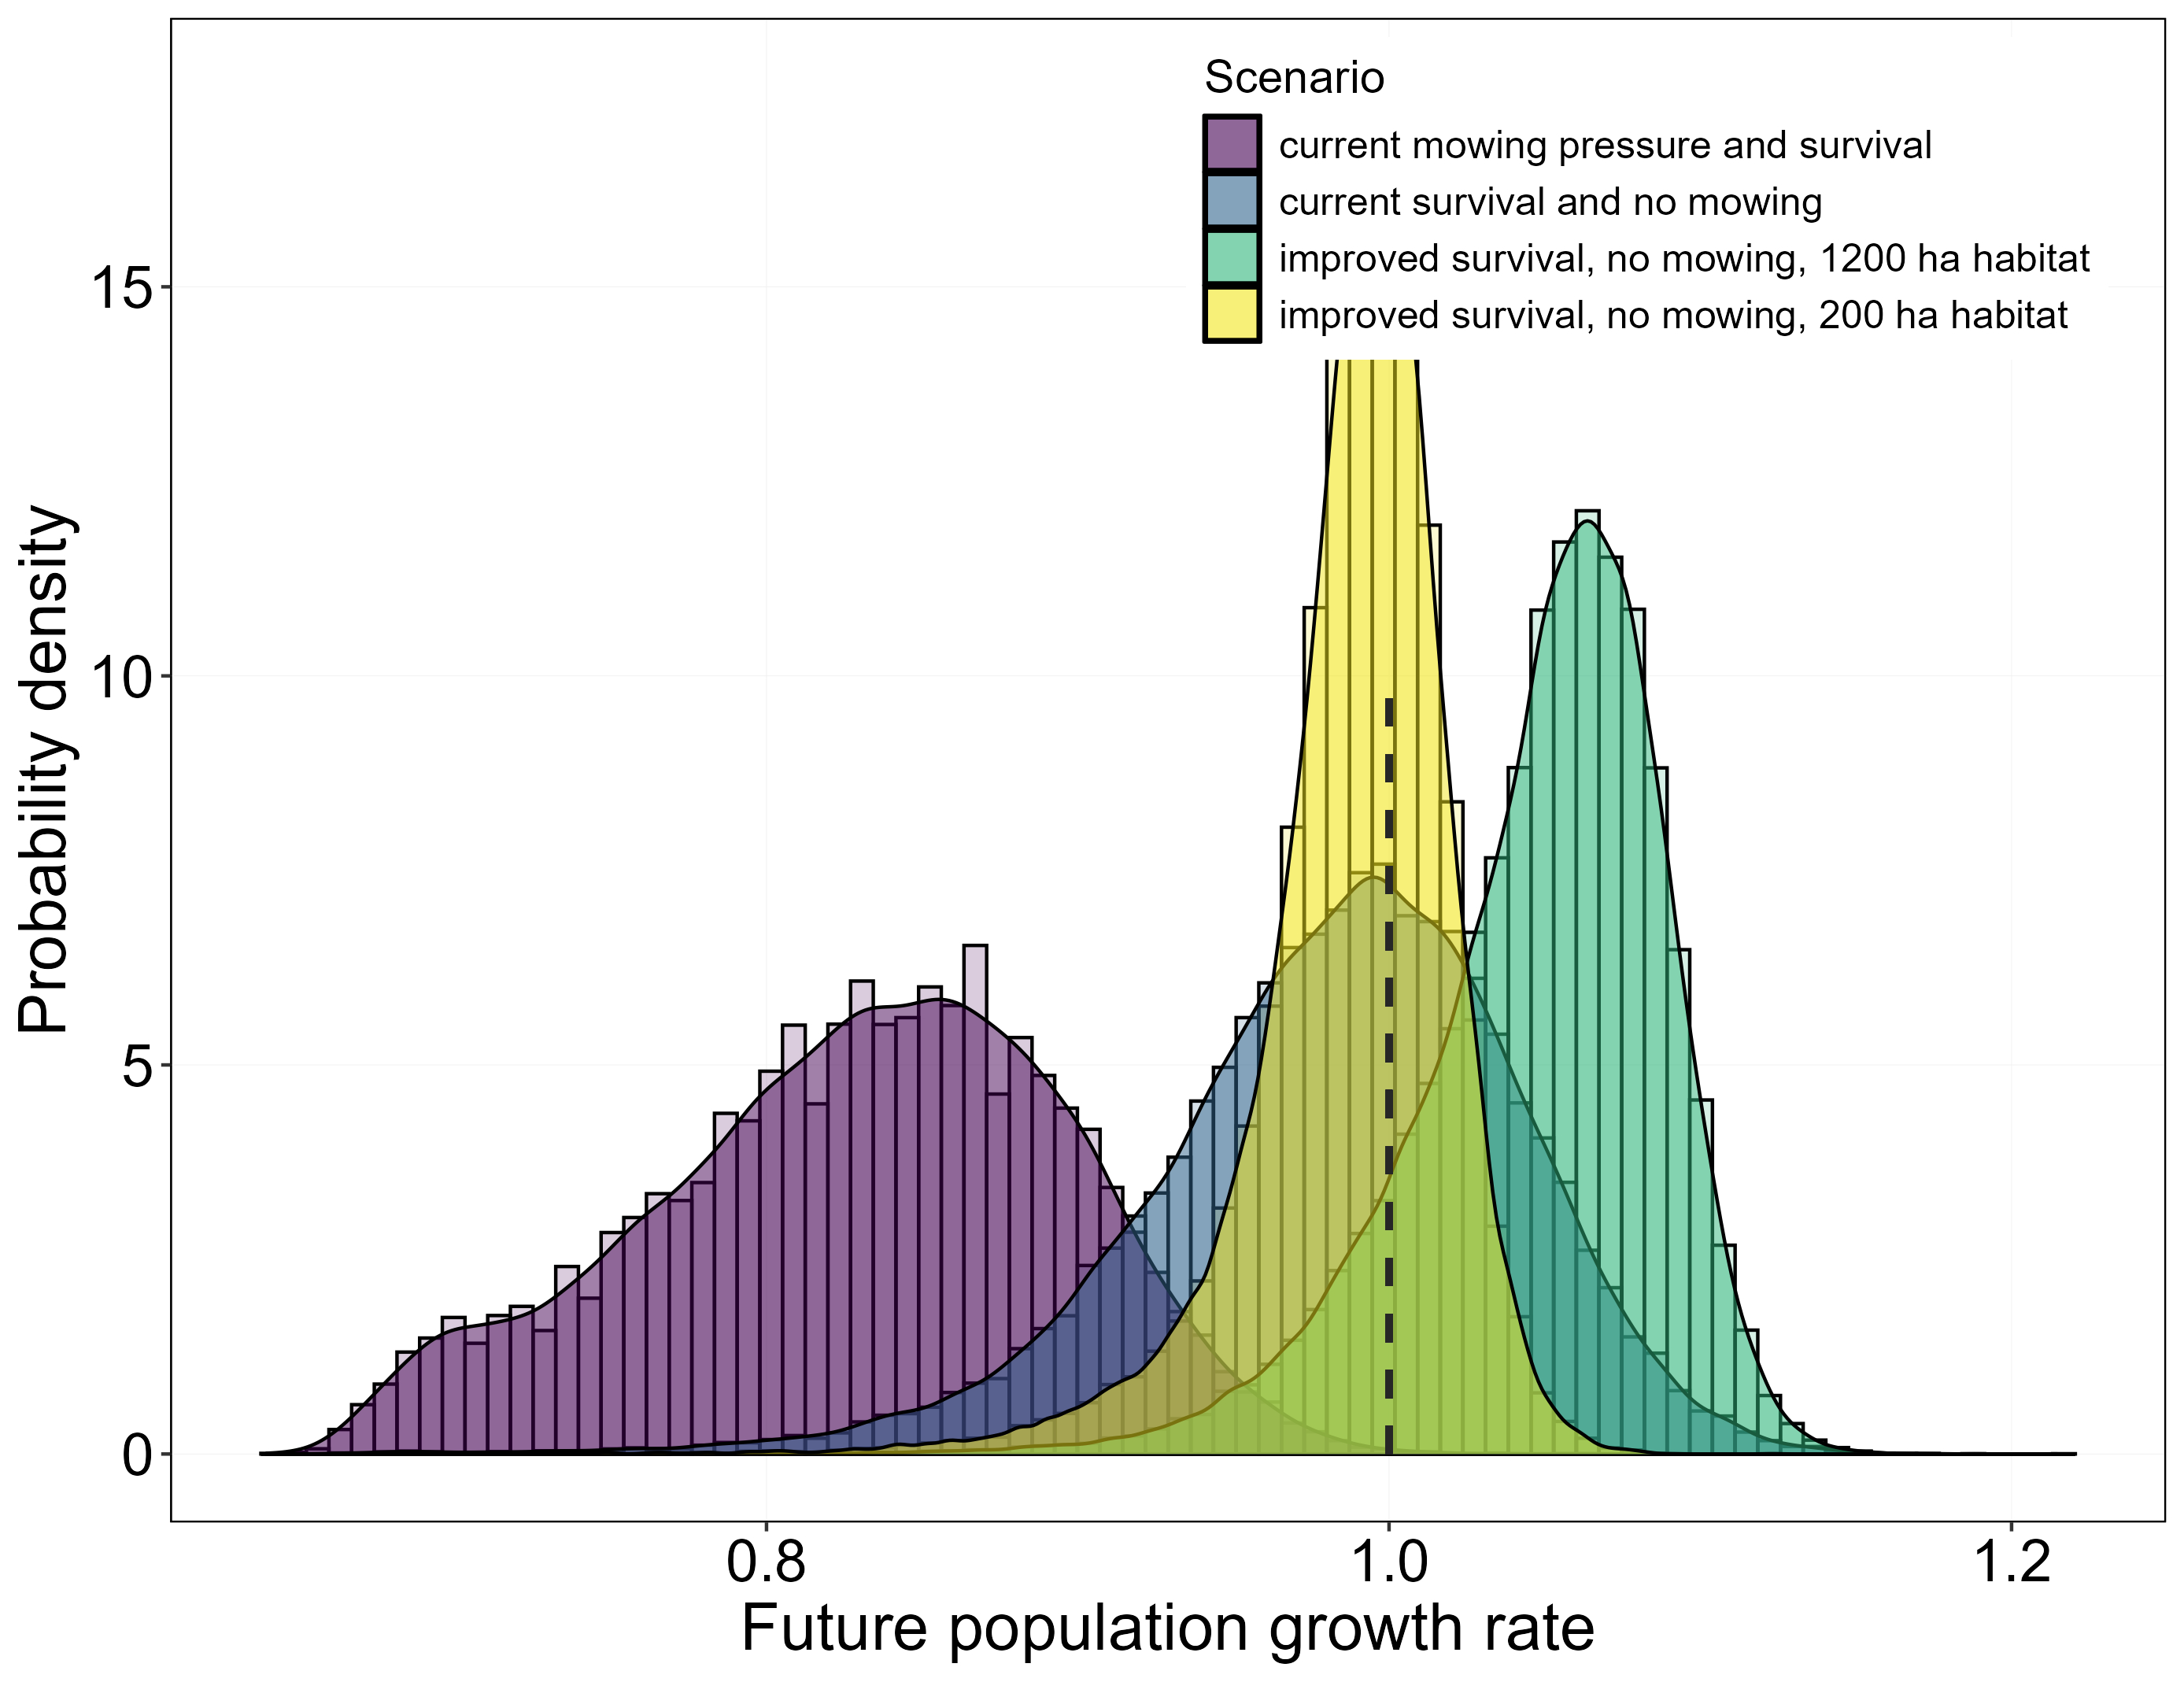 Scenario
current mowing pressure and survival
current survival and no mowing
improved survival, no mowing, 1200 ha habitat
improved survival, no mowing, 200 ha habitat
Probability density
15
10
5
0
0.8 1.0 1.2
Future population growth rate